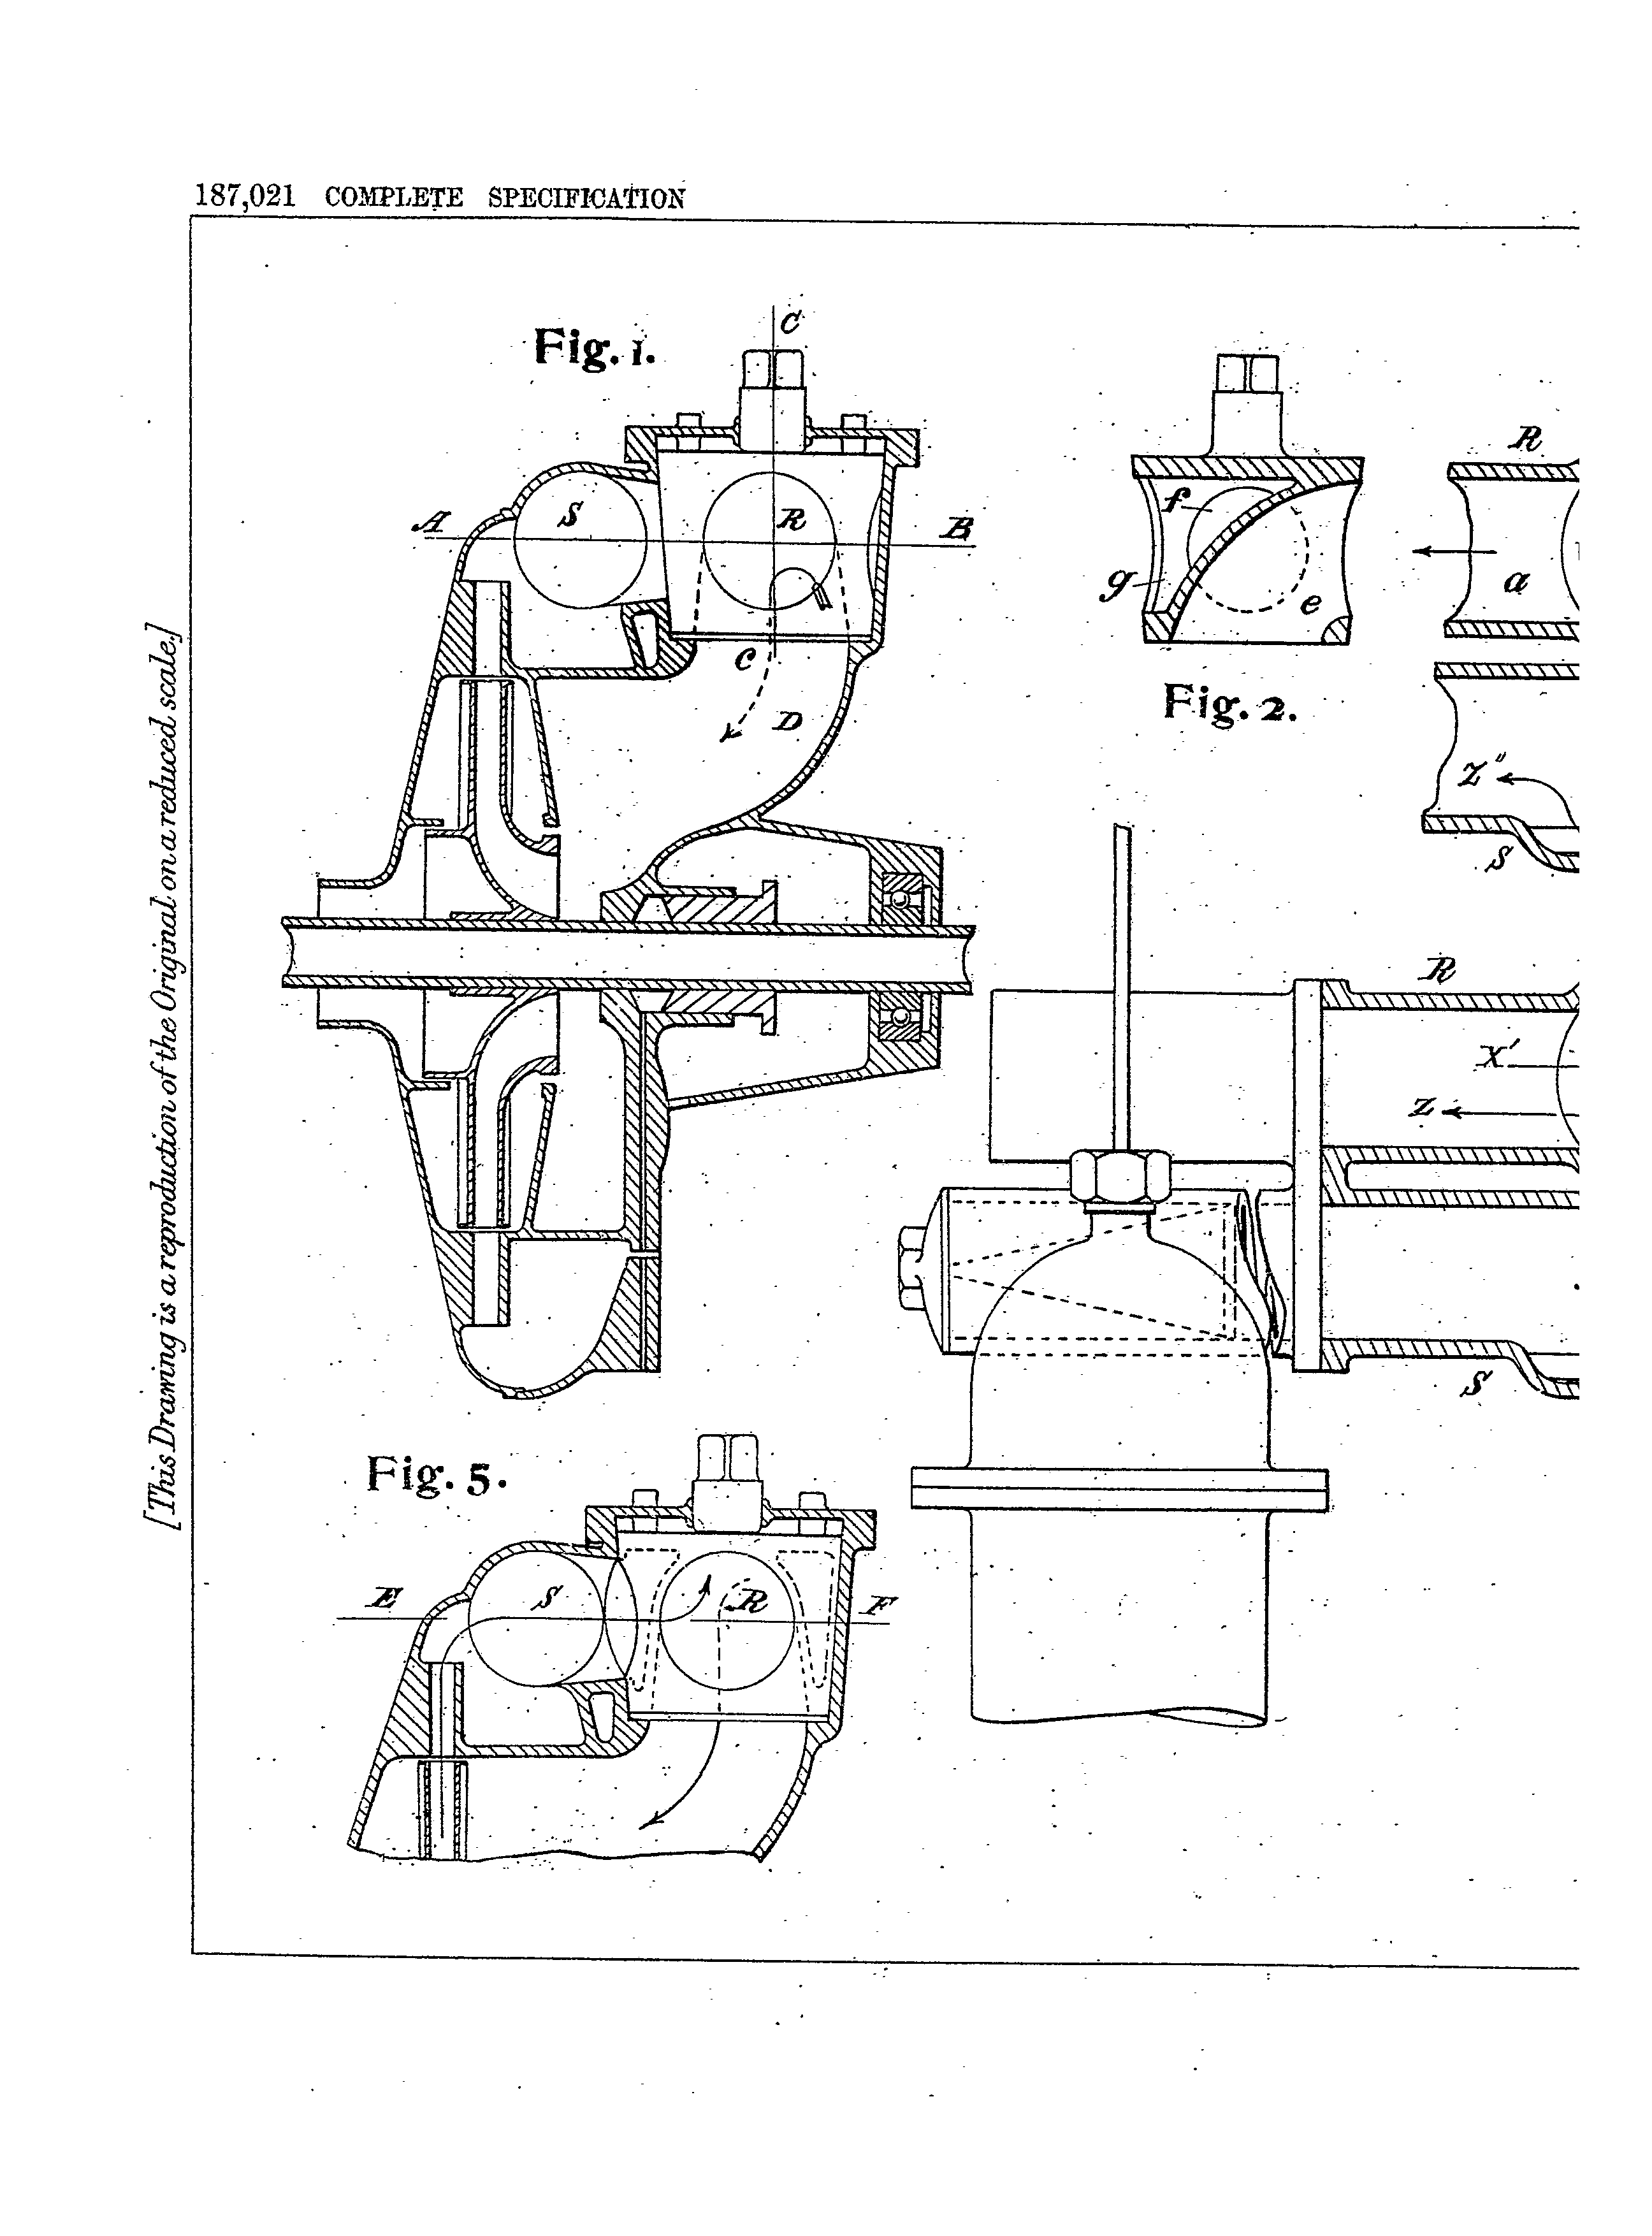 187,021 COMPLETE SPECIFICATION
[This Drawing is a reproduction of the Original on a reduced scale.]
Fig. 1.
C
A
S
R
B
C
D
Fig. 2.
f
g
e
R
a
Z"
S
R
X'
Z
S
Fig. 5.
E
S
R
F